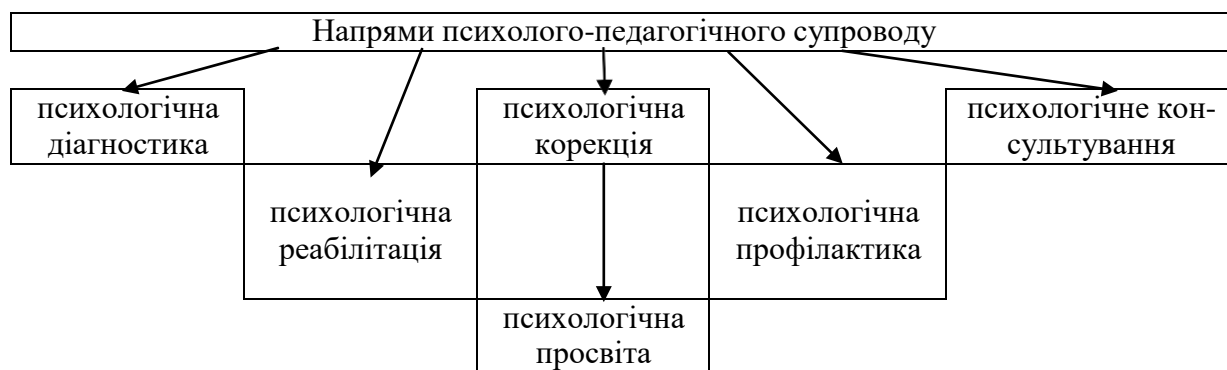 Напрями психолого-педагогічного супроводу
психологічна
діагностика
психологічна
корекція
психологічне кон-
сультування
психологічна
реабілітація
психологічна
профілактика
психологічна
просвіта